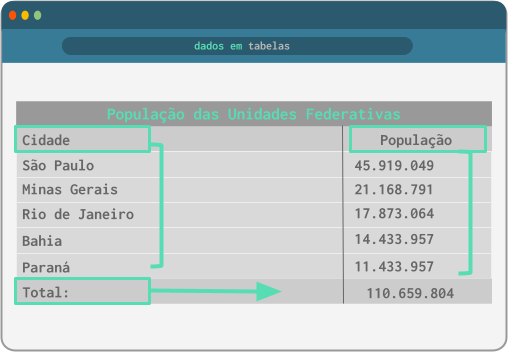 dados em tabelas
População das Unidades Federativas
Cidade População
São Paulo 45.919.049
Minas Gerais 21.168.791
Rio de Janeiro 17.873.064
Bahia 14.433.957
Paraná 11.433.957
Total: 110.659.804